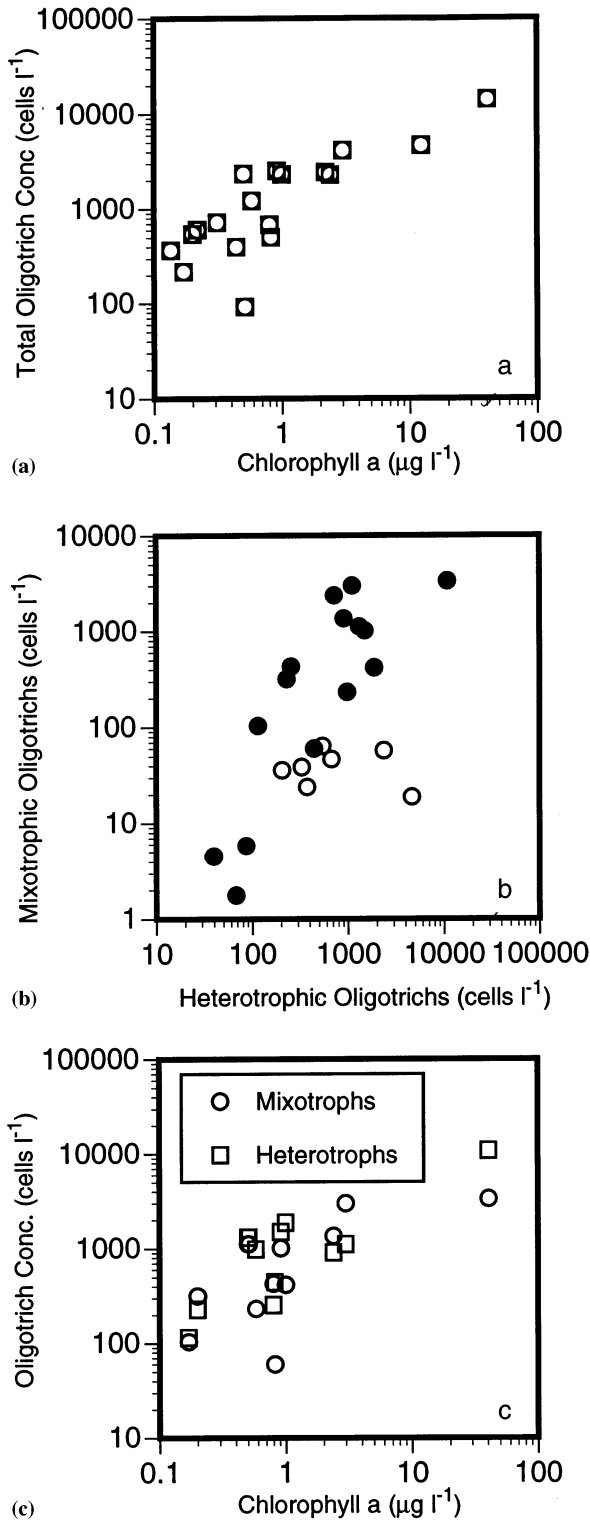 100000
10000
1000
100
10
Total Oligotrich Conc (cells l⁻¹)
a
0.1 1 10 100
(a) Chlorophyll a (μg l⁻¹)
10000
1000
100
10
1
Mixotrophic Oligotrichs (cells l⁻¹)
b
10 100 1000 10000 100000
(b) Heterotrophic Oligotrichs (cells l⁻¹)
100000
10000
1000
100
10
Oligotrich Conc. (cells l⁻¹)
Mixotrophs
Heterotrophs
c
0.1 1 10 100
(c) Chlorophyll a (μg l⁻¹)